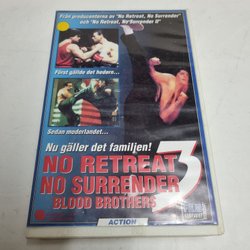 Från producenterna av "No Retreat, No Surrender"
och "No Retreat, No Surrender II"
Först gällde det hedern...
Sedan moderlandet...
Nu gäller det familjen!
NO RETREAT
NO SURRENDER 3
BLOOD BROTHERS
ACTION